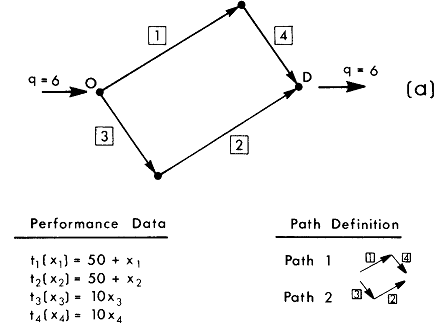 1
4
q = 6
O
D
q = 6
(a)
3
2
Performance Data
Path Definition
t₁(x₁) = 50 + x₁
t₂(x₂) = 50 + x₂
t₃(x₃) = 10x₃
t₄(x₄) = 10x₄
Path 1
1
4
Path 2
3
2